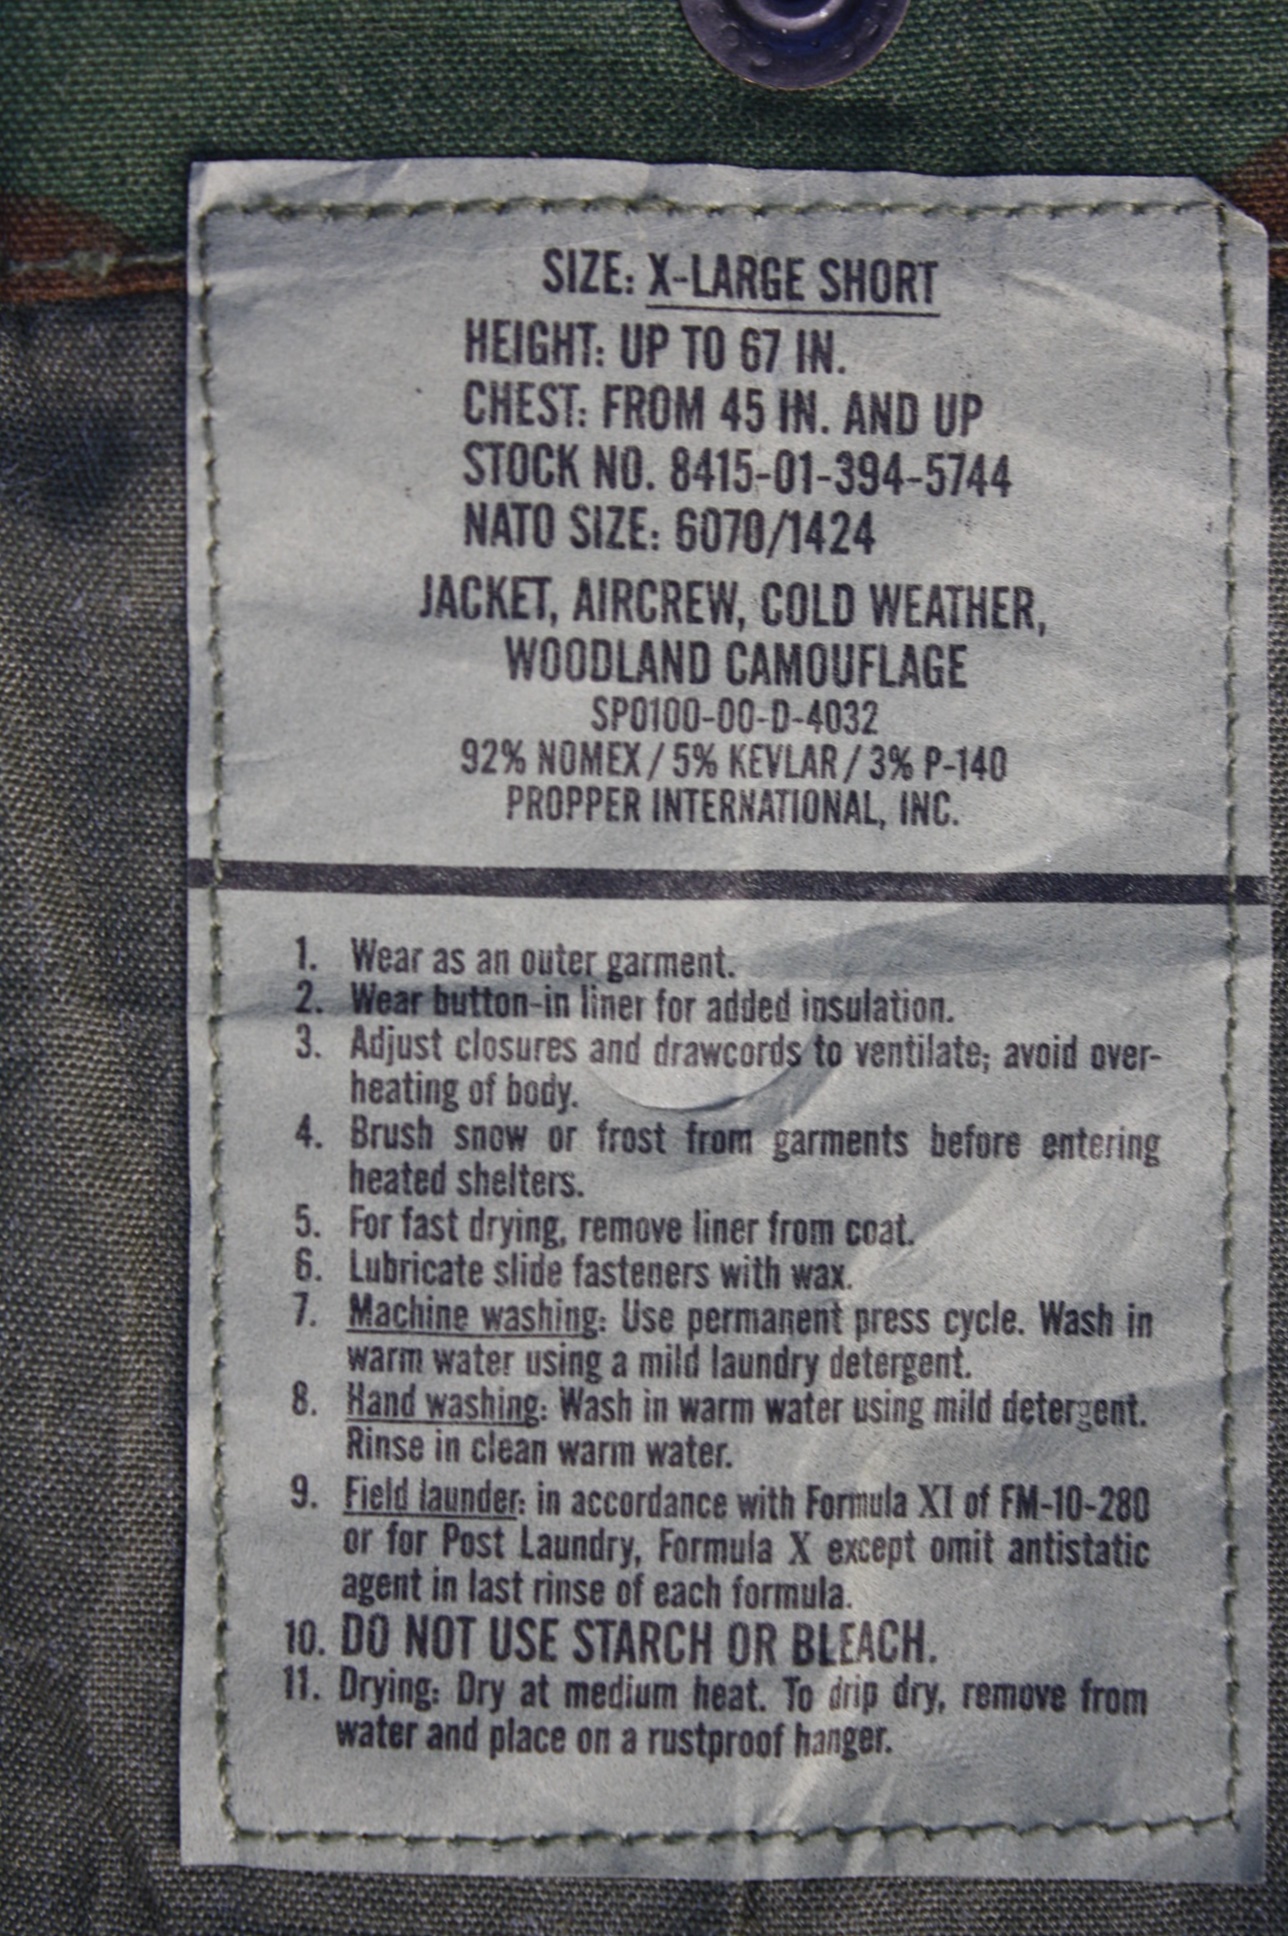 SIZE: X-LARGE SHORT
HEIGHT: UP TO 67 IN.
CHEST: FROM 45 IN. AND UP
STOCK NO. 8415-01-394-5744
NATO SIZE: 6070/1424
JACKET, AIRCREW, COLD WEATHER,
WOODLAND CAMOUFLAGE
SPO100-00-D-4032
92% NOMEX / 5% KEVLAR / 3% P-140
PROPPER INTERNATIONAL, INC.
1. Wear as an outer garment.
2. Wear button-in liner for added insulation.
3. Adjust closures and drawcords to ventilate; avoid over-
heating of body.
4. Brush snow or frost from garments before entering
heated shelters.
5. For fast drying, remove liner from coat.
6. Lubricate slide fasteners with wax.
7. Machine washing: Use permanent press cycle. Wash in
warm water using a mild laundry detergent.
8. Hand washing: Wash in warm water using mild detergent.
Rinse in clean warm water.
9. Field launder: in accordance with Formula XI of FM-10-280
or for Post Laundry, Formula X except omit antistatic
agent in last rinse of each formula.
10. DO NOT USE STARCH OR BLEACH.
11. Drying: Dry at medium heat. To drip dry, remove from
water and place on a rustproof hanger.